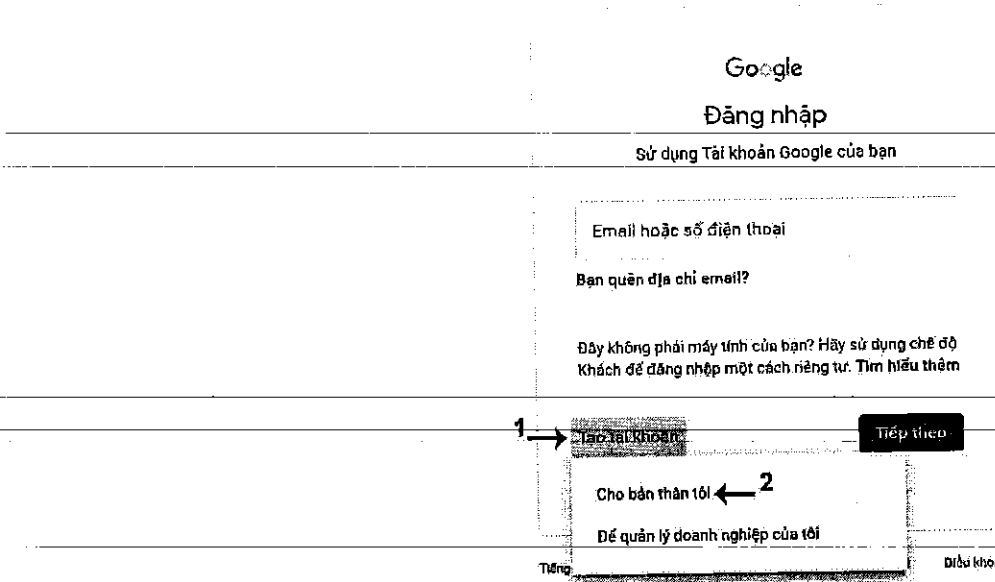 Google
Đăng nhập
Sử dụng Tài khoản Google của bạn
Email hoặc số điện thoại
Bạn quên địa chỉ email?
Đây không phải máy tính của bạn? Hãy sử dụng chế độ
Khách để đăng nhập một cách riêng tư. Tìm hiểu thêm
1
Tạo tài khoản
Tiếp theo
Cho bản thân tôi
2
Để quản lý doanh nghiệp của tôi
Tiếng
Điều kho